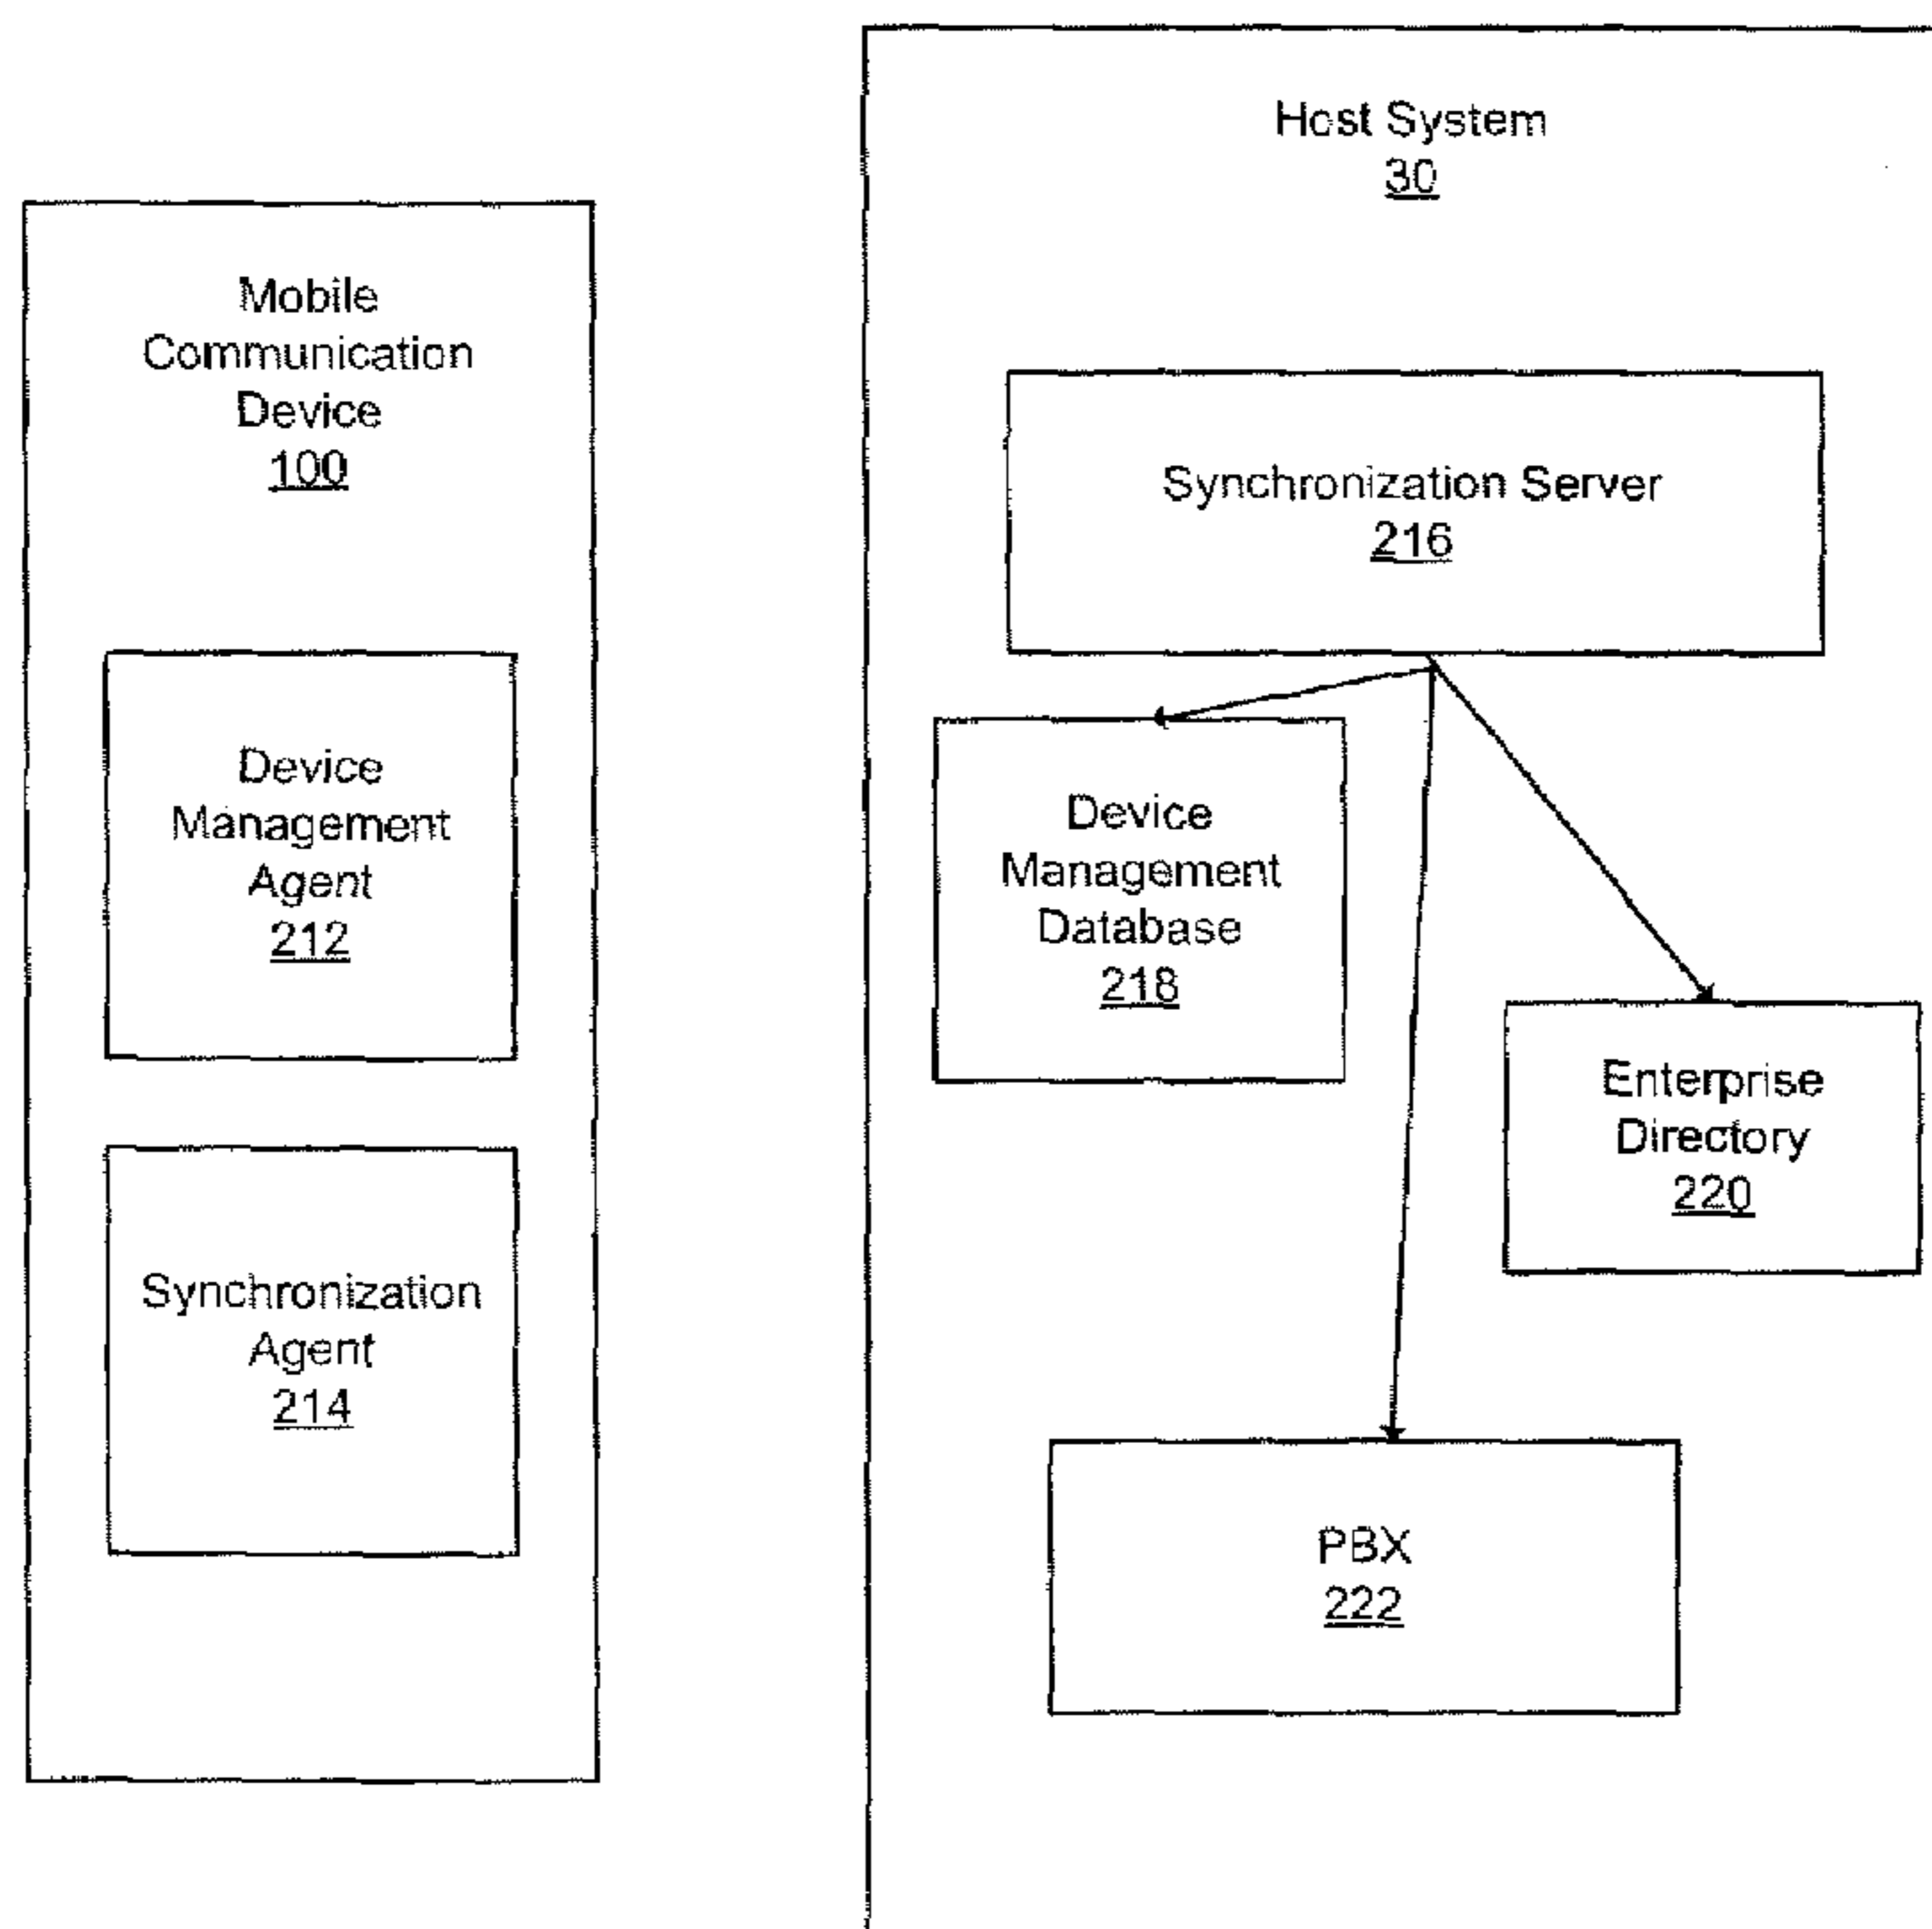 Mobile
Communication
Device
100
Device
Management
Agent
212
Synchronization
Agent
214
Host System
30
Synchronization Server
216
Device
Management
Database
218
Enterprise
Directory
220
PBX
222